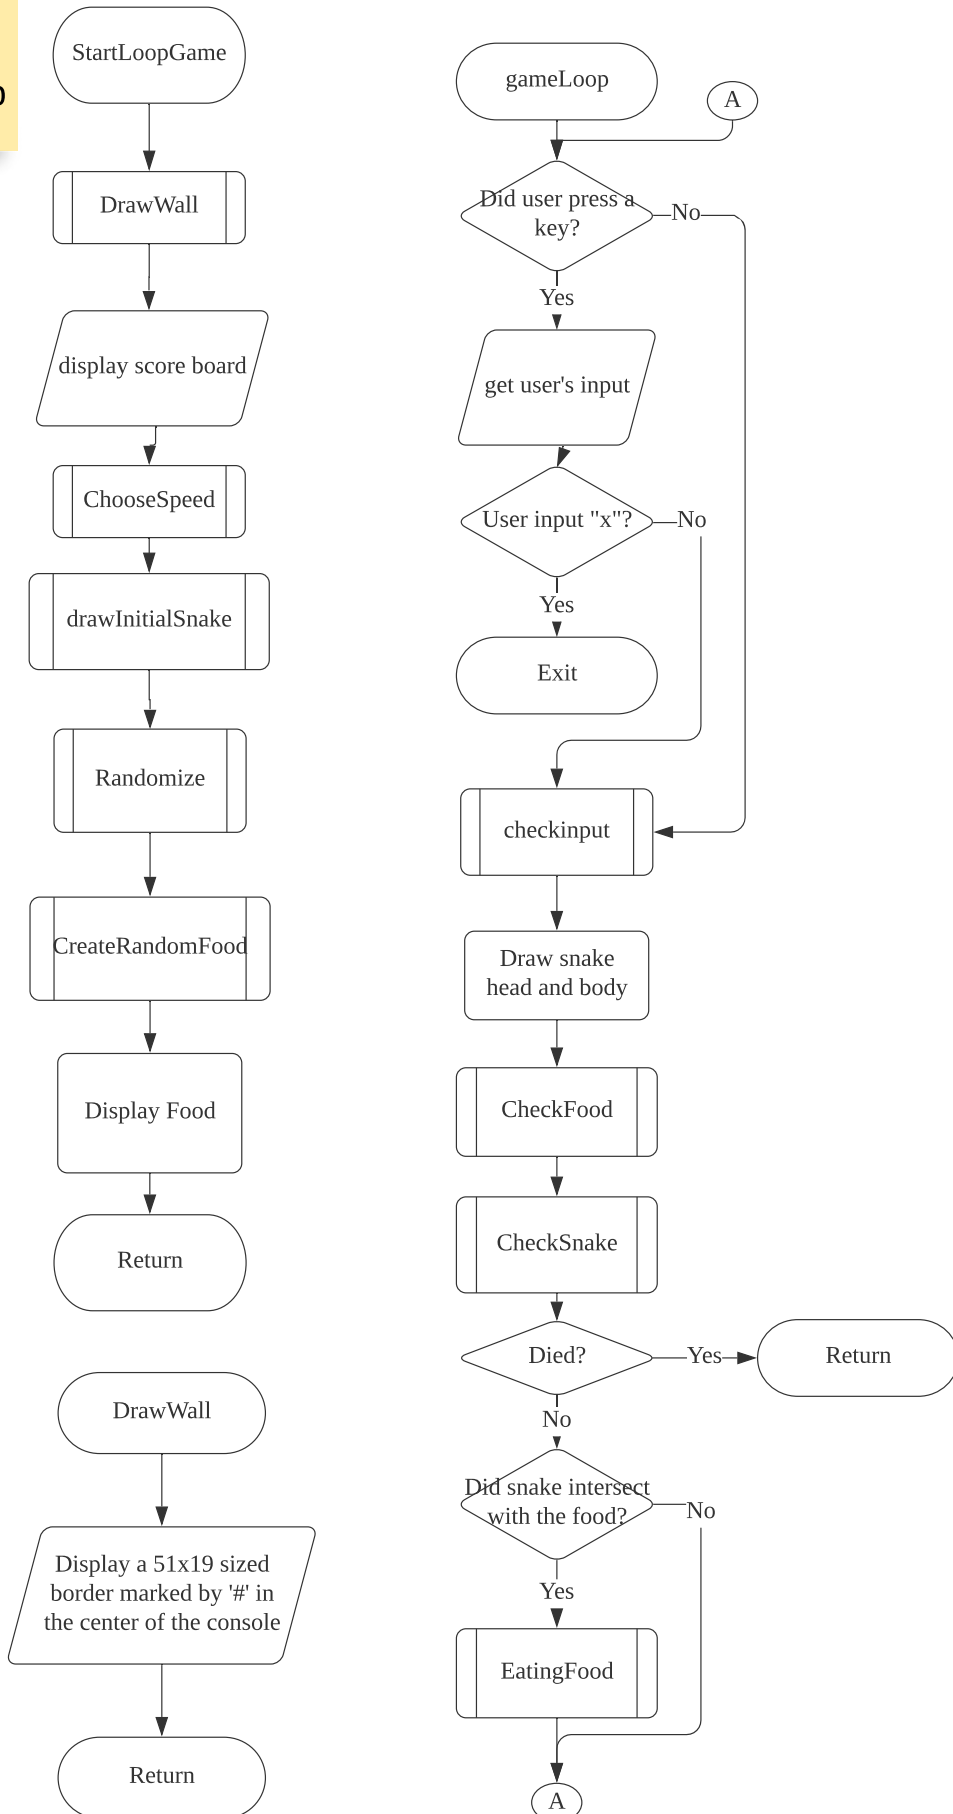 StartLoopGame
DrawWall
display score board
ChooseSpeed
drawInitialSnake
Randomize
CreateRandomFood
Display Food
Return
DrawWall
Display a 51x19 sized
border marked by '#' in
the center of the console
Return
gameLoop
A
Did user press a
key?
No
Yes
get user's input
User input "x"?
No
Yes
Exit
checkinput
Draw snake
head and body
CheckFood
CheckSnake
Died?
Yes
Return
No
Did snake intersect
with the food?
No
Yes
EatingFood
A